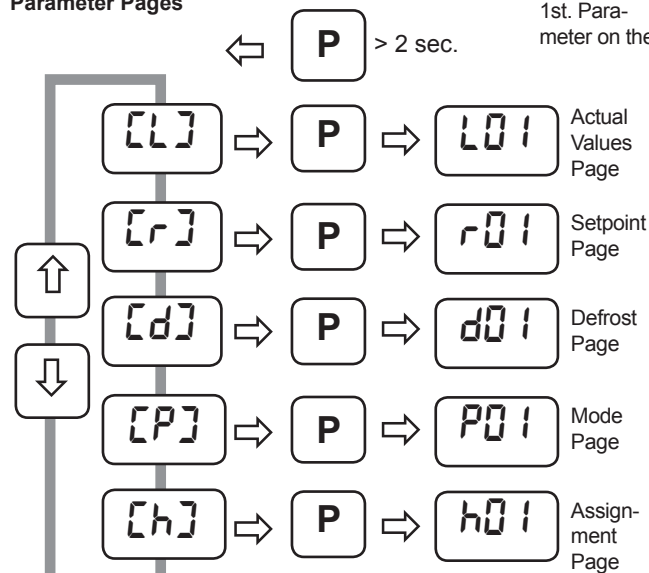 Parameter Pages
P > 2 sec.
1st. Para-
meter on the
[L] P L01 Actual
Values
Page
[r] P r01 Setpoint
Page
[d] P d01 Defrost
Page
[P] P P01 Mode
Page
[h] P h01 Assign-
ment
Page